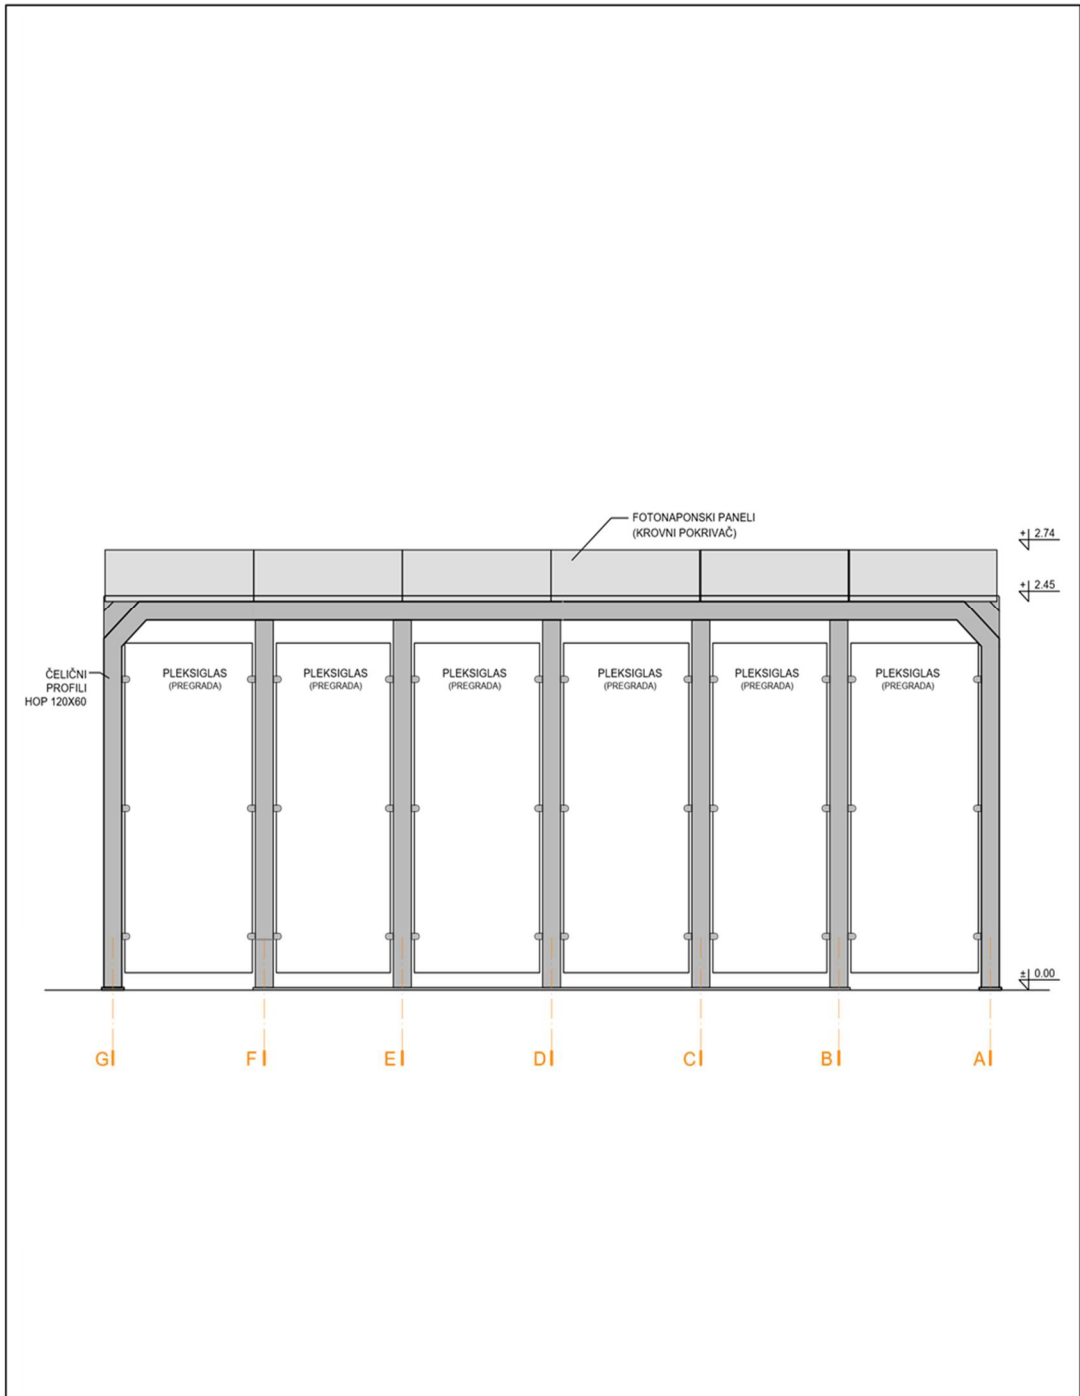 FOTONAPONSKI PANELI
(KROVNI POKRIVAČ)
+ 2.74
+ 2.45
ČELIČNI
PROFILI
HOP 120X60
PLEKSIGLAS
(PREGRADA)
PLEKSIGLAS
(PREGRADA)
PLEKSIGLAS
(PREGRADA)
PLEKSIGLAS
(PREGRADA)
PLEKSIGLAS
(PREGRADA)
PLEKSIGLAS
(PREGRADA)
± 0.00
G F E D C B A